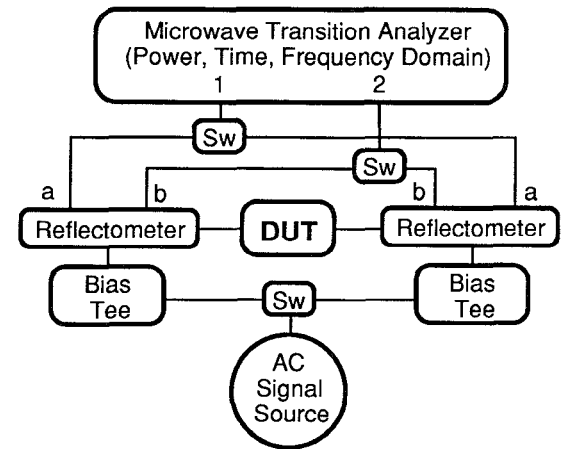 Microwave Transition Analyzer
(Power, Time, Frequency Domain)
1 2
Sw
Sw
a b b a
Reflectometer DUT Reflectometer
Bias
Tee
Sw
Bias
Tee
AC
Signal
Source